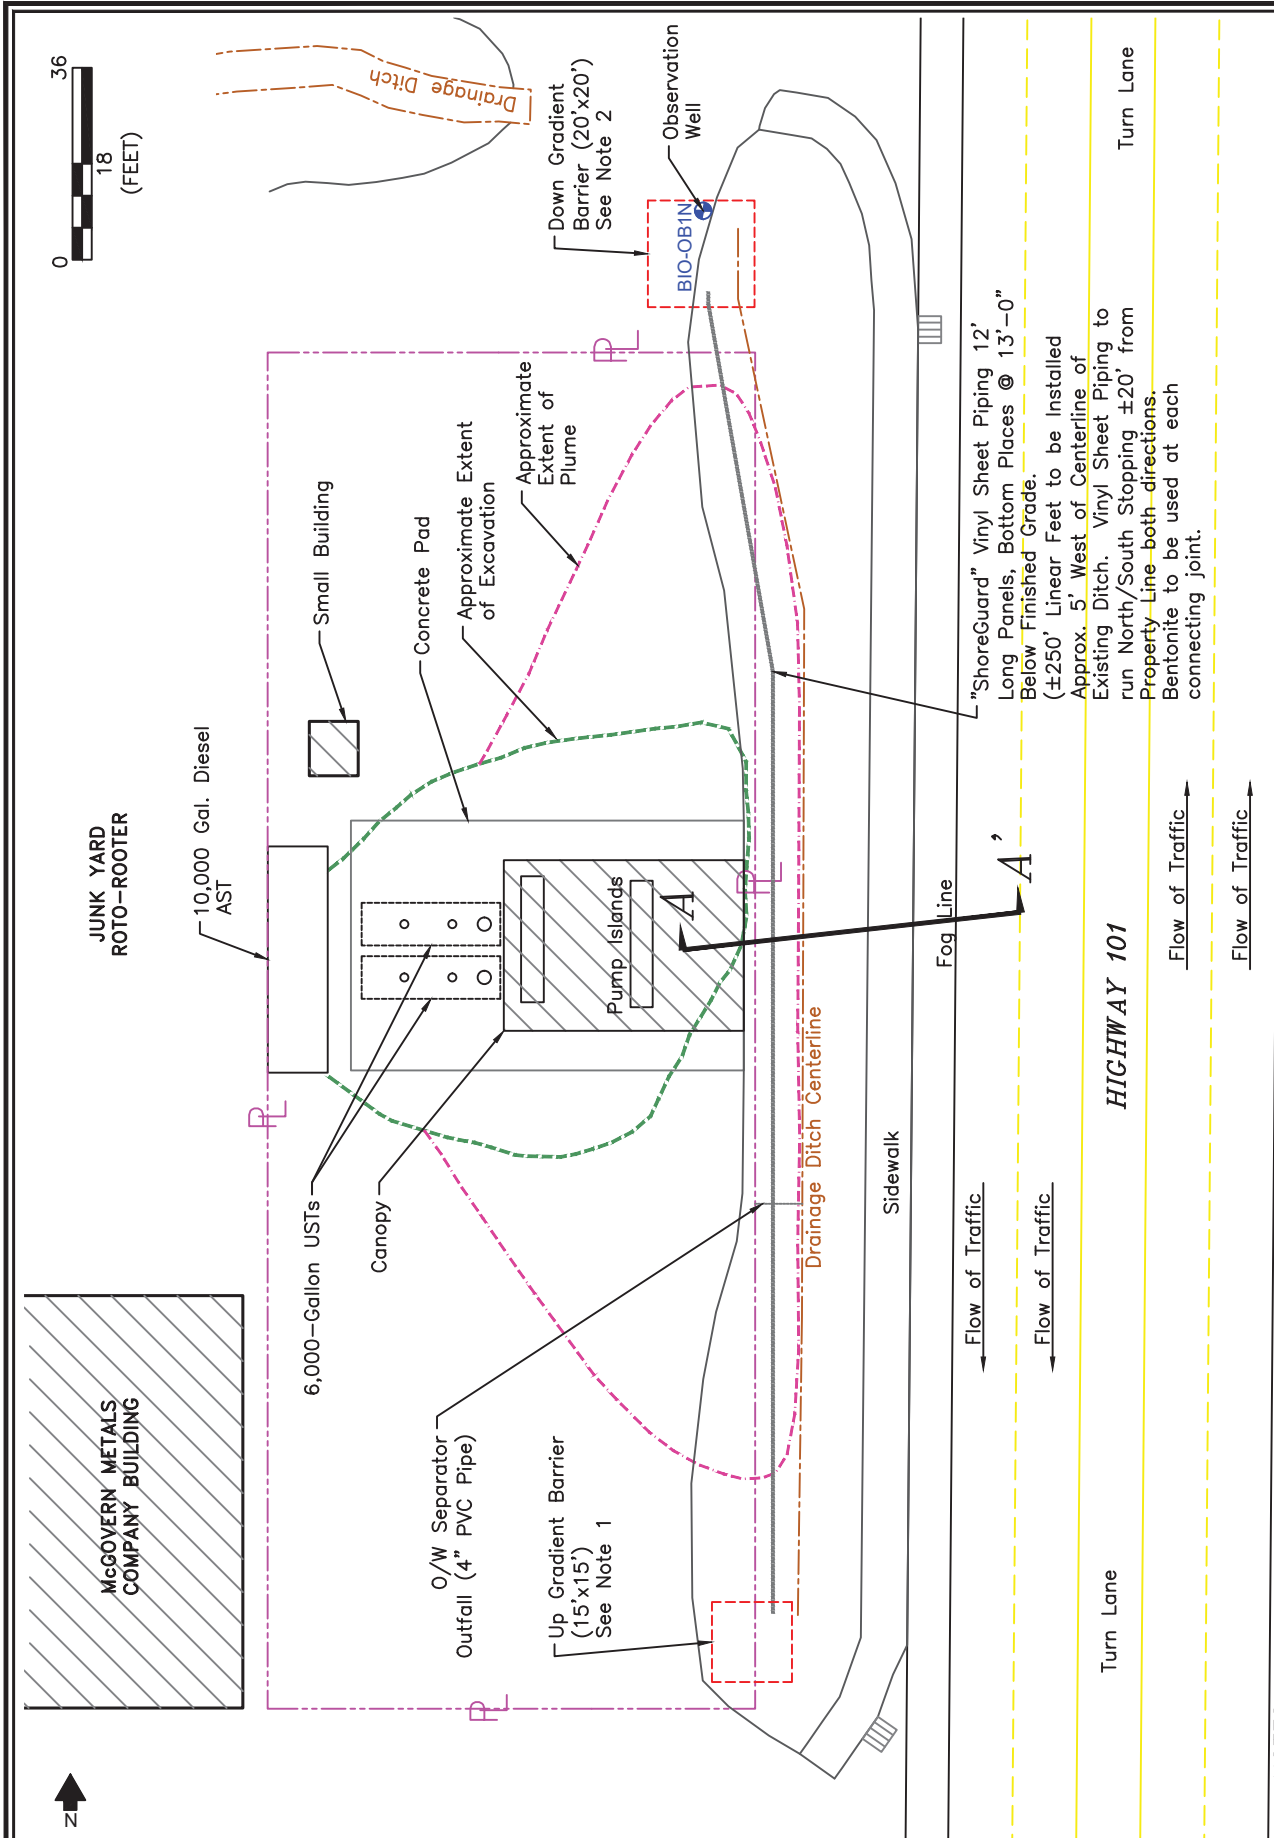 McGOVERN METALS
COMPANY BUILDING
JUNK YARD
ROTO-ROOTER
10,000 Gal. Diesel
AST
Small Building
0
18
36
(FEET)
Drainage Ditch
6,000-Gallon USTs
Canopy
Concrete Pad
Approximate Extent
of Excavation
Approximate
Extent of
Plume
Down Gradient
Barrier (20'x20')
See Note 2
Observation
Well
BIO-OB1N
O/W Separator
Outfall (4" PVC Pipe)
Up Gradient Barrier
(15'x15')
See Note 1
Pump Islands
A
A'
PL
PL
PL
PL
Drainage Ditch Centerline
Sidewalk
Fog Line
"ShoreGuard" Vinyl Sheet Piping 12'
Long Panels, Bottom Places @ 13'-0"
Below Finished Grade.
(±250' Linear Feet to be Installed
Approx. 5' West of Centerline of
Existing Ditch. Vinyl Sheet Piping to
run North/South Stopping ±20' from
Property Line both directions.
Bentonite to be used at each
connecting joint.
Flow of Traffic
Flow of Traffic
HIGHWAY 101
Flow of Traffic
Flow of Traffic
Turn Lane
Turn Lane
N